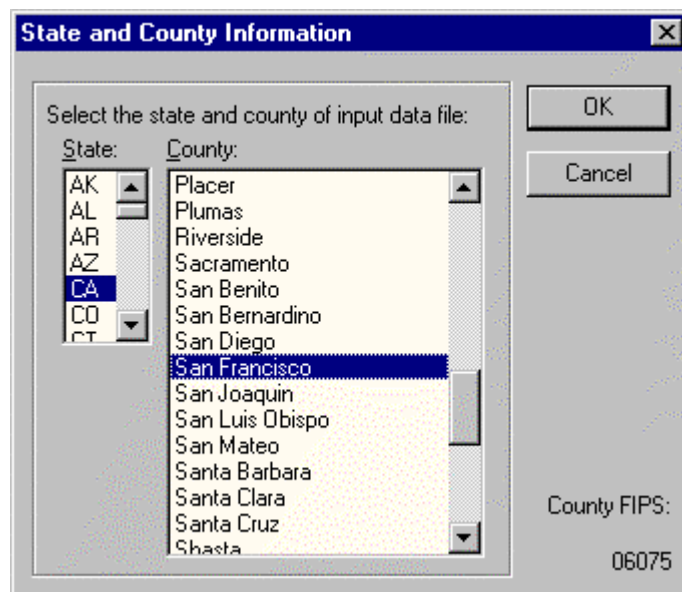 State and County Information
Select the state and county of input data file:
OK
Cancel
State:
AK
AL
AR
AZ
CA
CO
CT
County:
Placer
Plumas
Riverside
Sacramento
San Benito
San Bernardino
San Diego
San Francisco
San Joaquin
San Luis Obispo
San Mateo
Santa Barbara
Santa Clara
Santa Cruz
Shasta
County FIPS:
06075